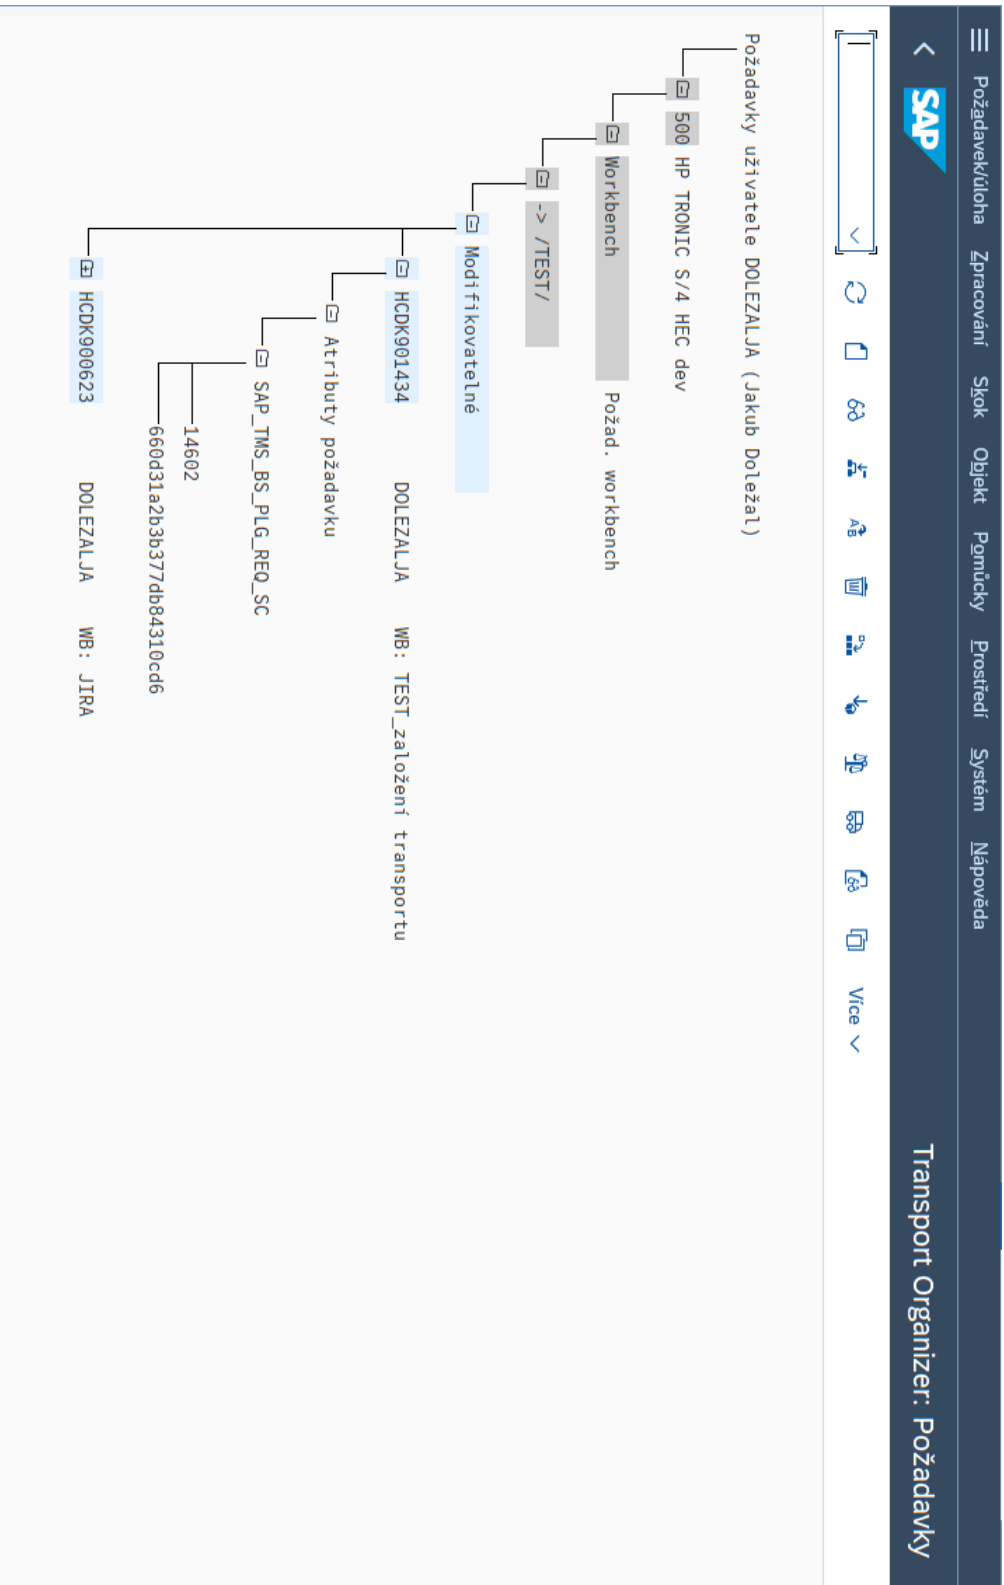 Požadavek/úloha Zpracování Skok Objekt Pomůcky Prostředí Systém Nápověda
SAP Transport Organizer: Požadavky
Více
Požadavky uživatele DOLEZALJA (Jakub Doležal)
500 HP TRONIC S/4 HEC dev
Workbench Požad. workbench
-> /TEST/
Modifikovatelné
HCDK901434 DOLEZALJA WB: TEST_založení transportu
Atributy požadavku
SAP_TMS_BS_PLG_REQ_SC
14602
660d31a2b3b377db84310cd6
HCDK900623 DOLEZALJA WB: JIRA